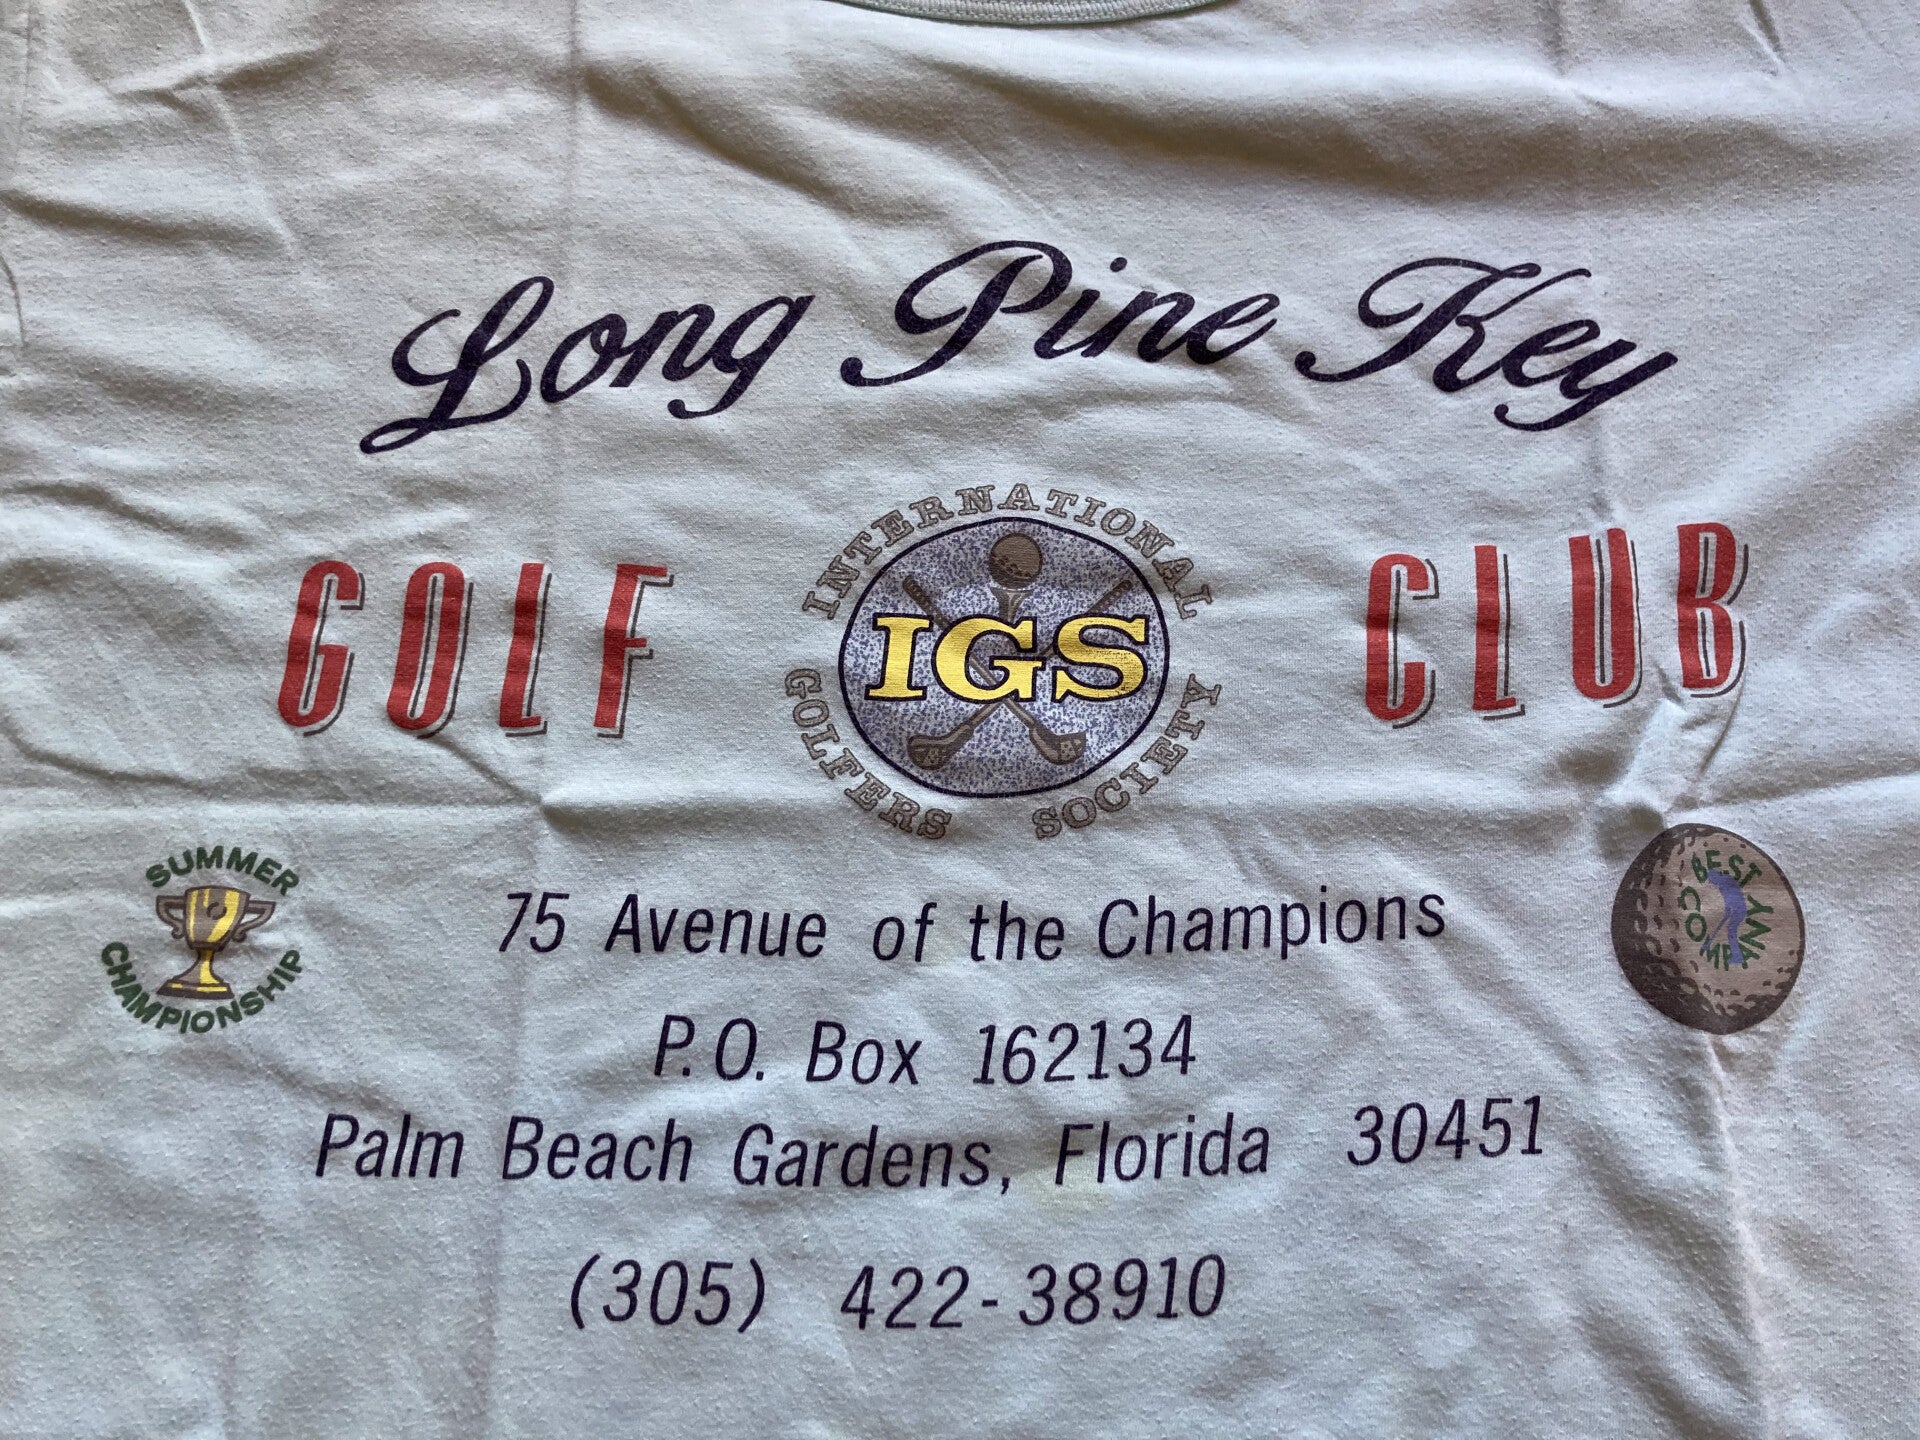 Long Pine Key
GOLF CLUB
INTERNATIONAL
IGS
GOLFERS SOCIETY
SUMMER
CHAMPIONSHIP
BEST
COMPANY
75 Avenue of the Champions
P.O. Box 162134
Palm Beach Gardens, Florida 30451
(305) 422-38910